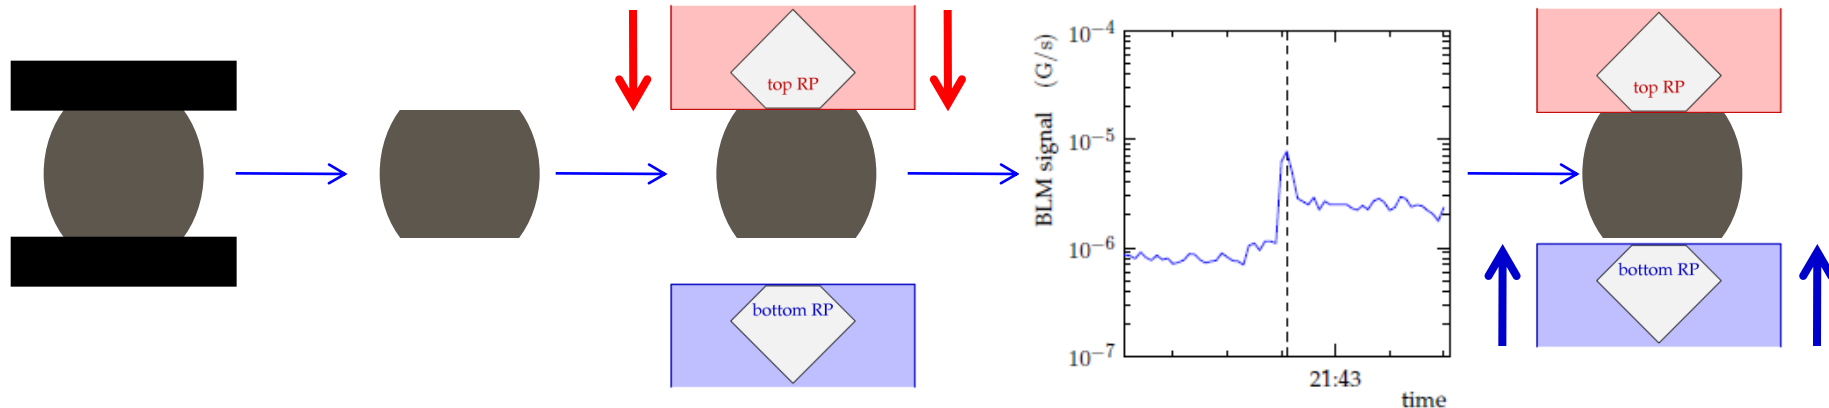 top RP
bottom RP
BLM signal (G/s)
10⁻⁴
10⁻⁵
10⁻⁶
10⁻⁷
21:43
time
top RP
bottom RP